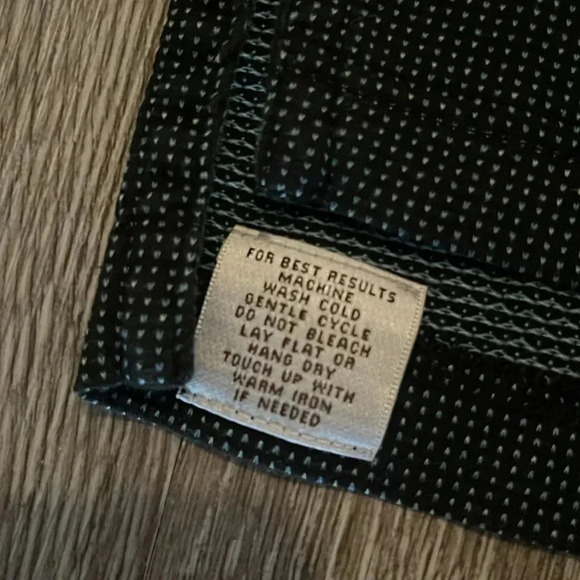 FOR BEST RESULTS
MACHINE
WASH COLD
GENTLE CYCLE
DO NOT BLEACH
LAY FLAT OR
HANG DRY
TOUCH UP WITH
WARM IRON
IF NEEDED